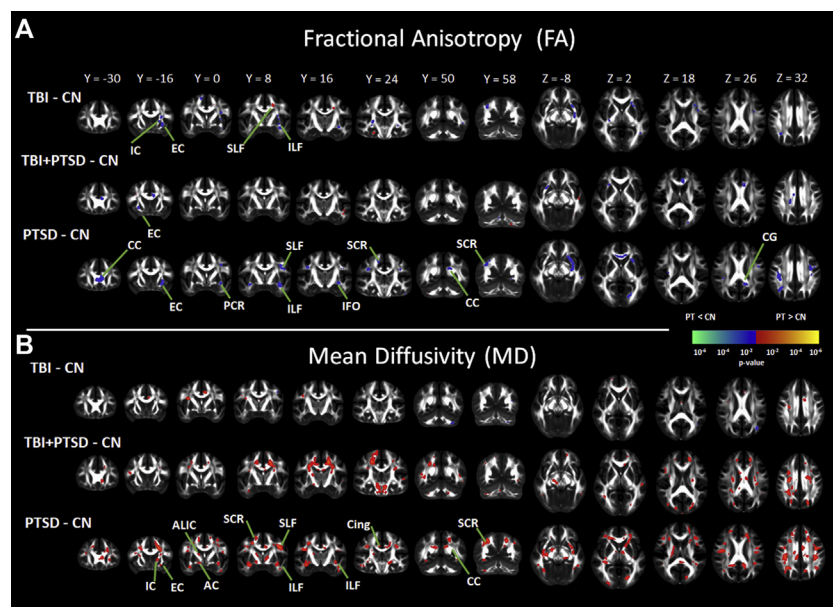 A
Fractional Anisotropy (FA)
Y = -30 Y = -16 Y = 0 Y = 8 Y = 16 Y = 24 Y = 50 Y = 58 Z = -8 Z = 2 Z = 18 Z = 26 Z = 32
TBI - CN
IC EC SLF ILF
TBI+PTSD - CN
EC
PTSD - CN
CC SLF SCR SCR CG
EC PCR ILF IFO CC
PT < CN PT > CN
10⁻⁶ 10⁻⁴ 10⁻² 10⁻² 10⁻⁴ 10⁻⁶
p-value
B
Mean Diffusivity (MD)
TBI - CN
TBI+PTSD - CN
PTSD - CN
ALIC SCR SLF Cing SCR
IC EC AC ILF ILF CC